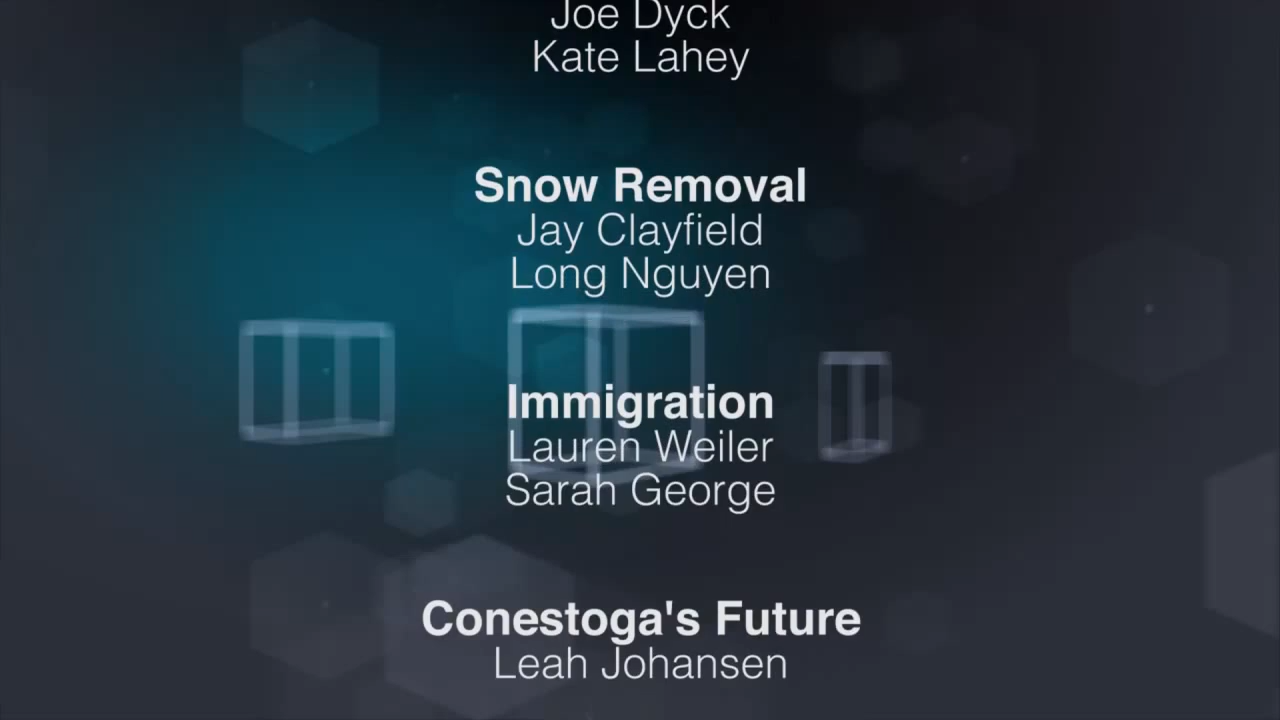 Joe Dyck
Kate Lahey
Snow Removal
Jay Clayfield
Long Nguyen
Immigration
Lauren Weiler
Sarah George
Conestoga's Future
Leah Johansen